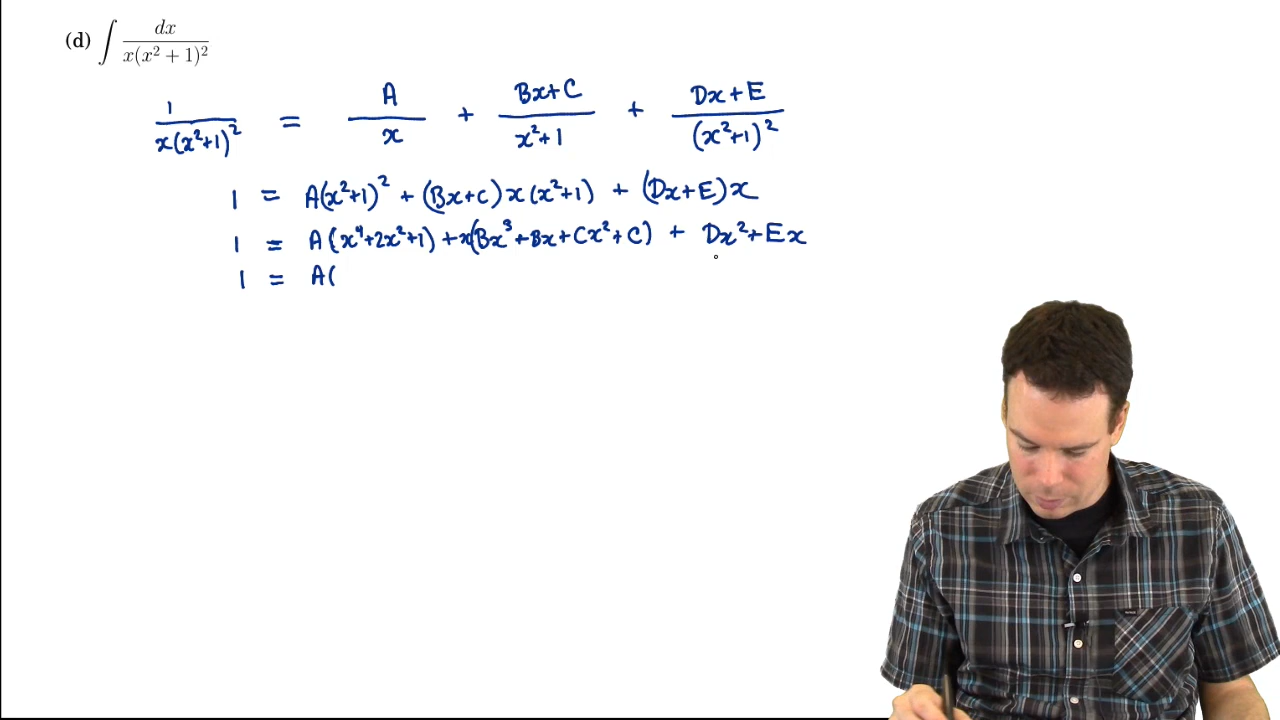 (d) ∫ dx / x(x² + 1)²
1 / x(x²+1)² = A / x + Bx+C / x²+1 + Dx+E / (x²+1)²
1 = A(x²+1)² + (Bx+C)x(x²+1) + (Dx+E)x
1 = A(x⁴+2x²+1) + x(Bx³+Bx+Cx²+C) + Dx²+Ex
1 = A(